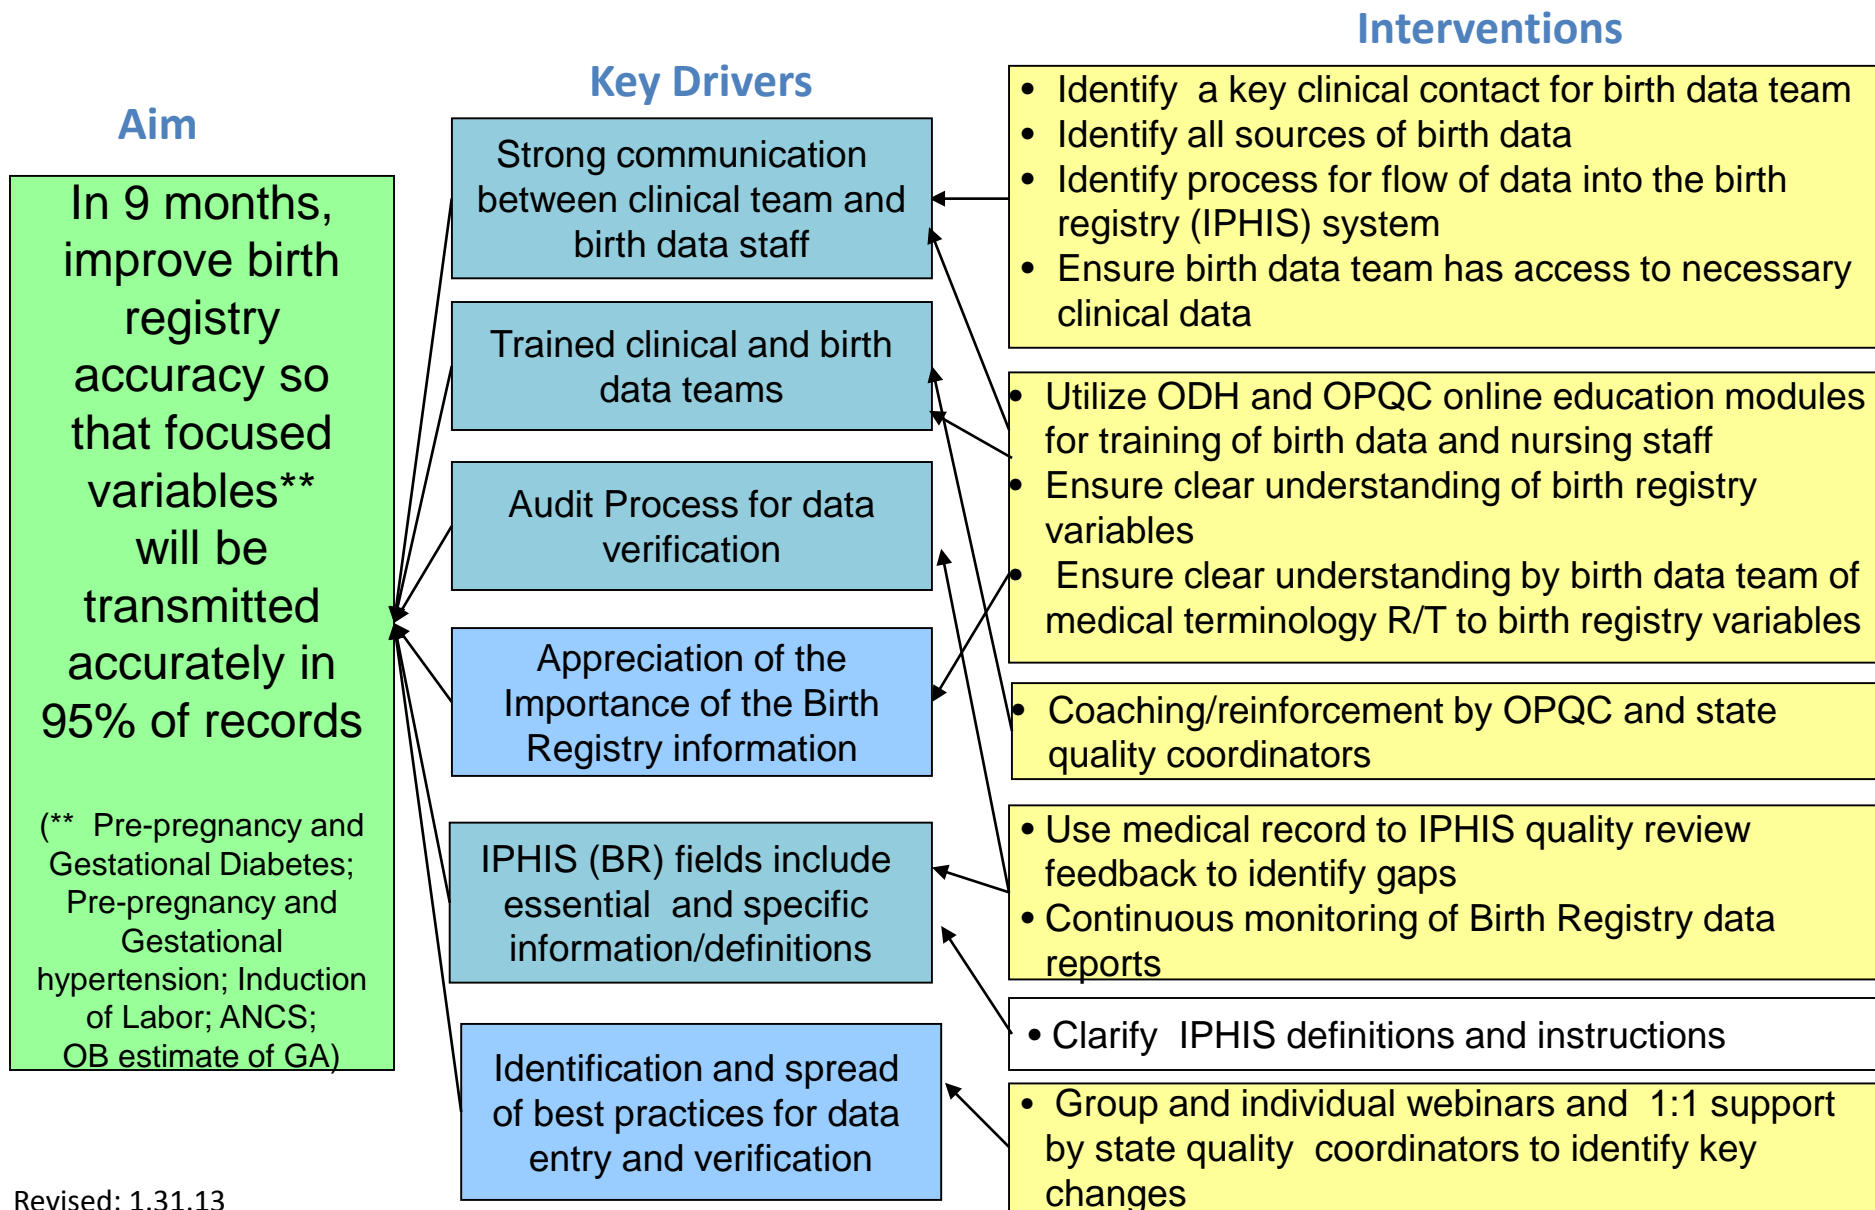 Aim
In 9 months,
improve birth
registry
accuracy so
that focused
variables**
will be
transmitted
accurately in
95% of records
(** Pre-pregnancy and
Gestational Diabetes;
Pre-pregnancy and
Gestational
hypertension; Induction
of Labor; ANCS;
OB estimate of GA)
Key Drivers
Strong communication
between clinical team and
birth data staff
Trained clinical and birth
data teams
Audit Process for data
verification
Appreciation of the
Importance of the Birth
Registry information
IPHIS (BR) fields include
essential and specific
information/definitions
Identification and spread
of best practices for data
entry and verification
Interventions
• Identify a key clinical contact for birth data team
• Identify all sources of birth data
• Identify process for flow of data into the birth
registry (IPHIS) system
• Ensure birth data team has access to necessary
clinical data
• Utilize ODH and OPQC online education modules
for training of birth data and nursing staff
• Ensure clear understanding of birth registry
variables
• Ensure clear understanding by birth data team of
medical terminology R/T to birth registry variables
• Coaching/reinforcement by OPQC and state
quality coordinators
• Use medical record to IPHIS quality review
feedback to identify gaps
• Continuous monitoring of Birth Registry data
reports
• Clarify IPHIS definitions and instructions
• Group and individual webinars and 1:1 support
by state quality coordinators to identify key
changes
Revised: 1.31.13